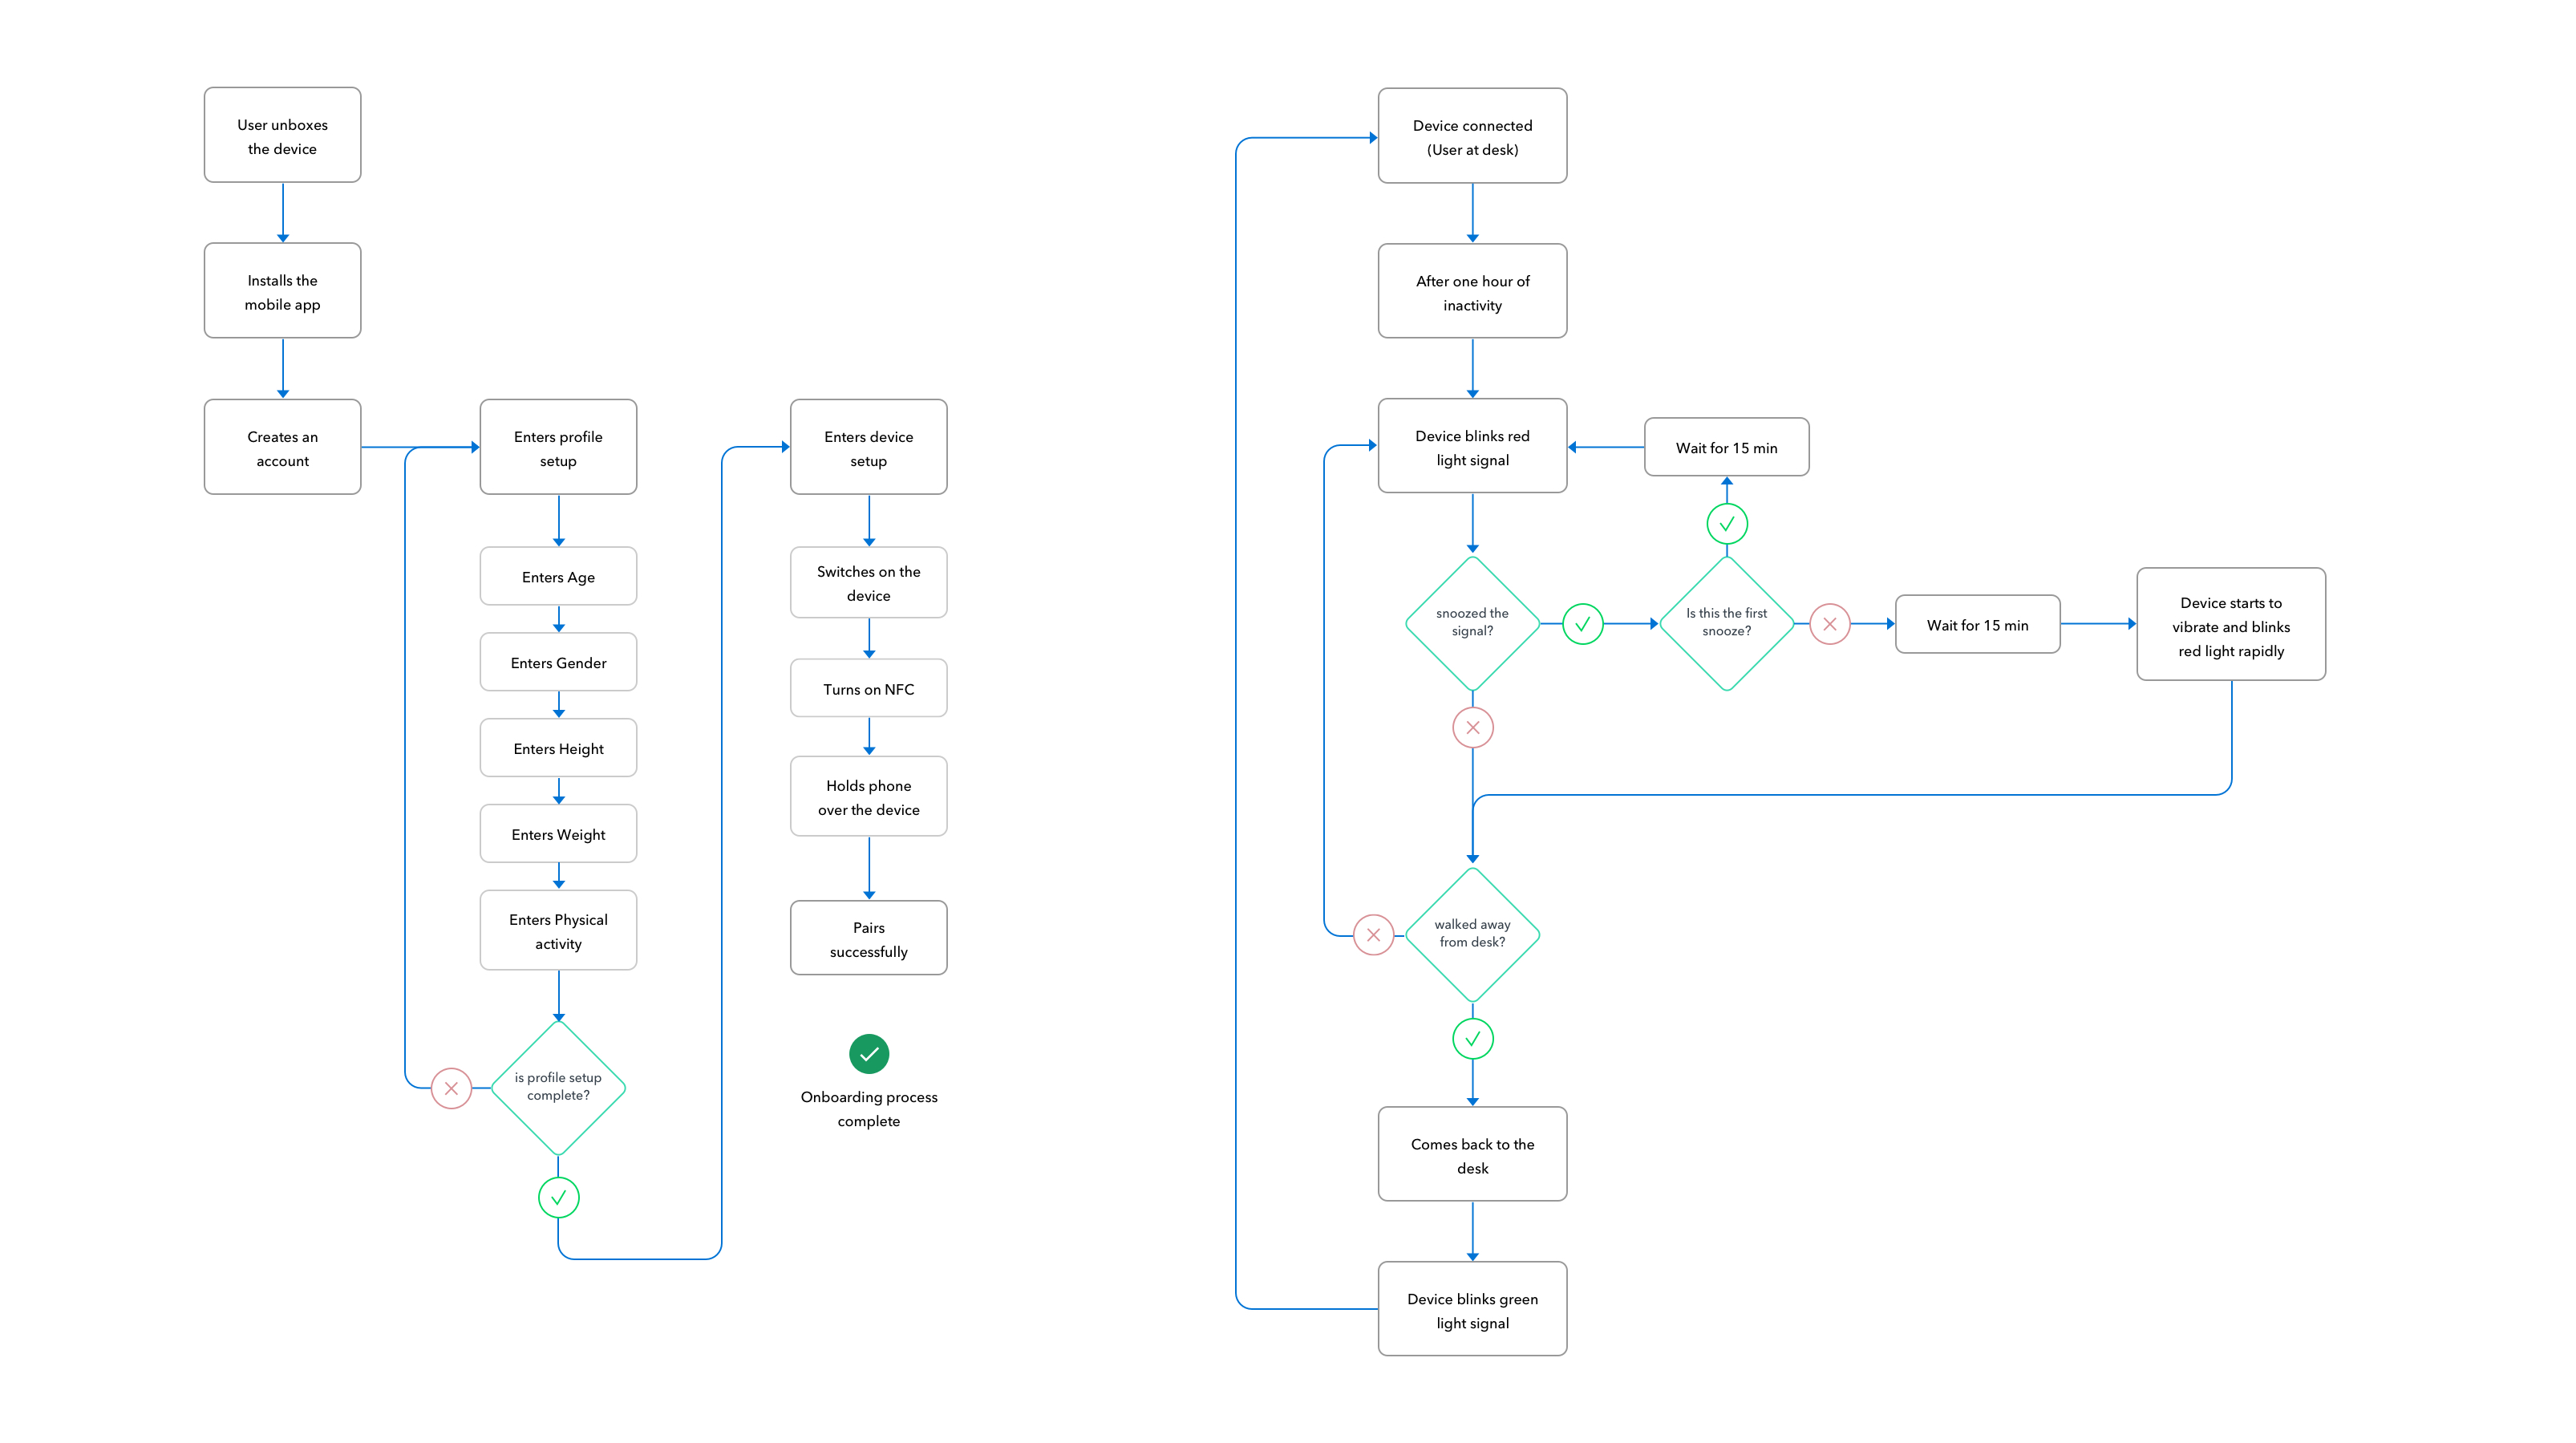 User unboxes
the device
Installs the
mobile app
Creates an
account
Enters profile
setup
Enters Age
Enters Gender
Enters Height
Enters Weight
Enters Physical
activity
is profile setup
complete?
Enters device
setup
Switches on the
device
Turns on NFC
Holds phone
over the device
Pairs
successfully
Onboarding process
complete
Device connected
(User at desk)
After one hour of
inactivity
Device blinks red
light signal
Wait for 15 min
snoozed the
signal?
Is this the first
snooze?
Wait for 15 min
Device starts to
vibrate and blinks
red light rapidly
walked away
from desk?
Comes back to the
desk
Device blinks green
light signal